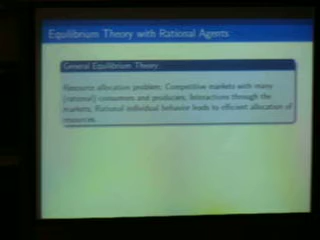 Equilibrium Theory with Rational Agents
General Equilibrium Theory
Resource allocation problem: Competitive markets with many
(rational) consumers and producers; Interactions through the
markets; Rational individual behavior leads to efficient allocation of
resources.